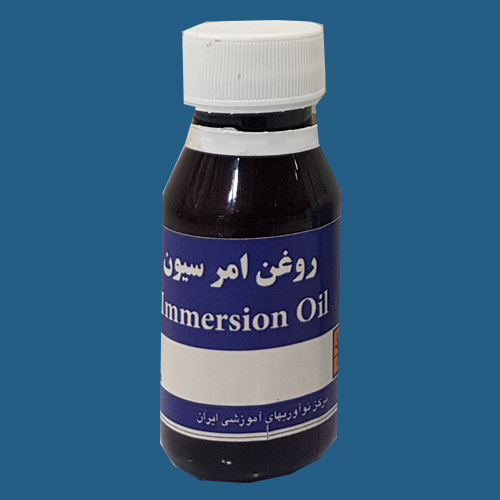 روغن امر سیون
Immersion Oil
مرکز نوآوریهای آموزشی ایران